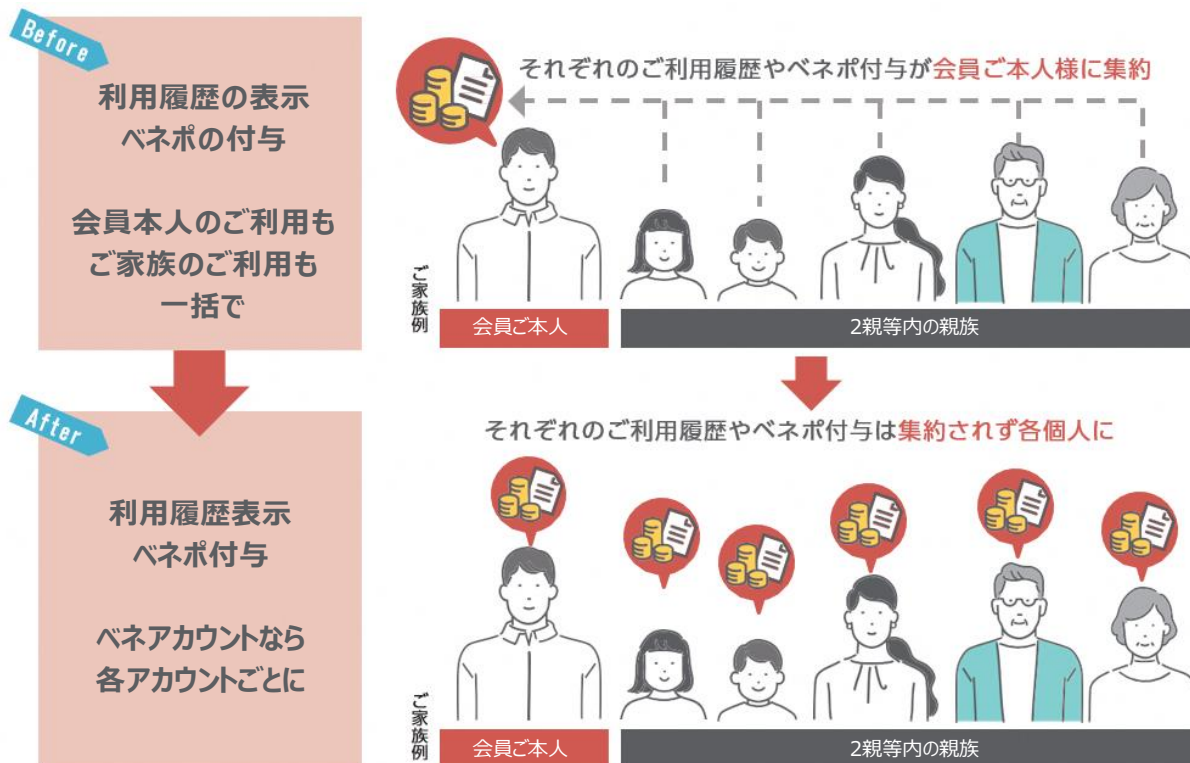 Before
利用履歴の表示
ベネポの付与
会員本人のご利用も
ご家族のご利用も
一括で
それぞれのご利用履歴やベネポ付与が会員ご本人様に集約
ご家族例
会員ご本人
2親等内の親族
After
利用履歴表示
ベネポ付与
ベネアカウントなら
各アカウントごとに
それぞれのご利用履歴やベネポ付与は集約されず各個人に
ご家族例
会員ご本人
2親等内の親族